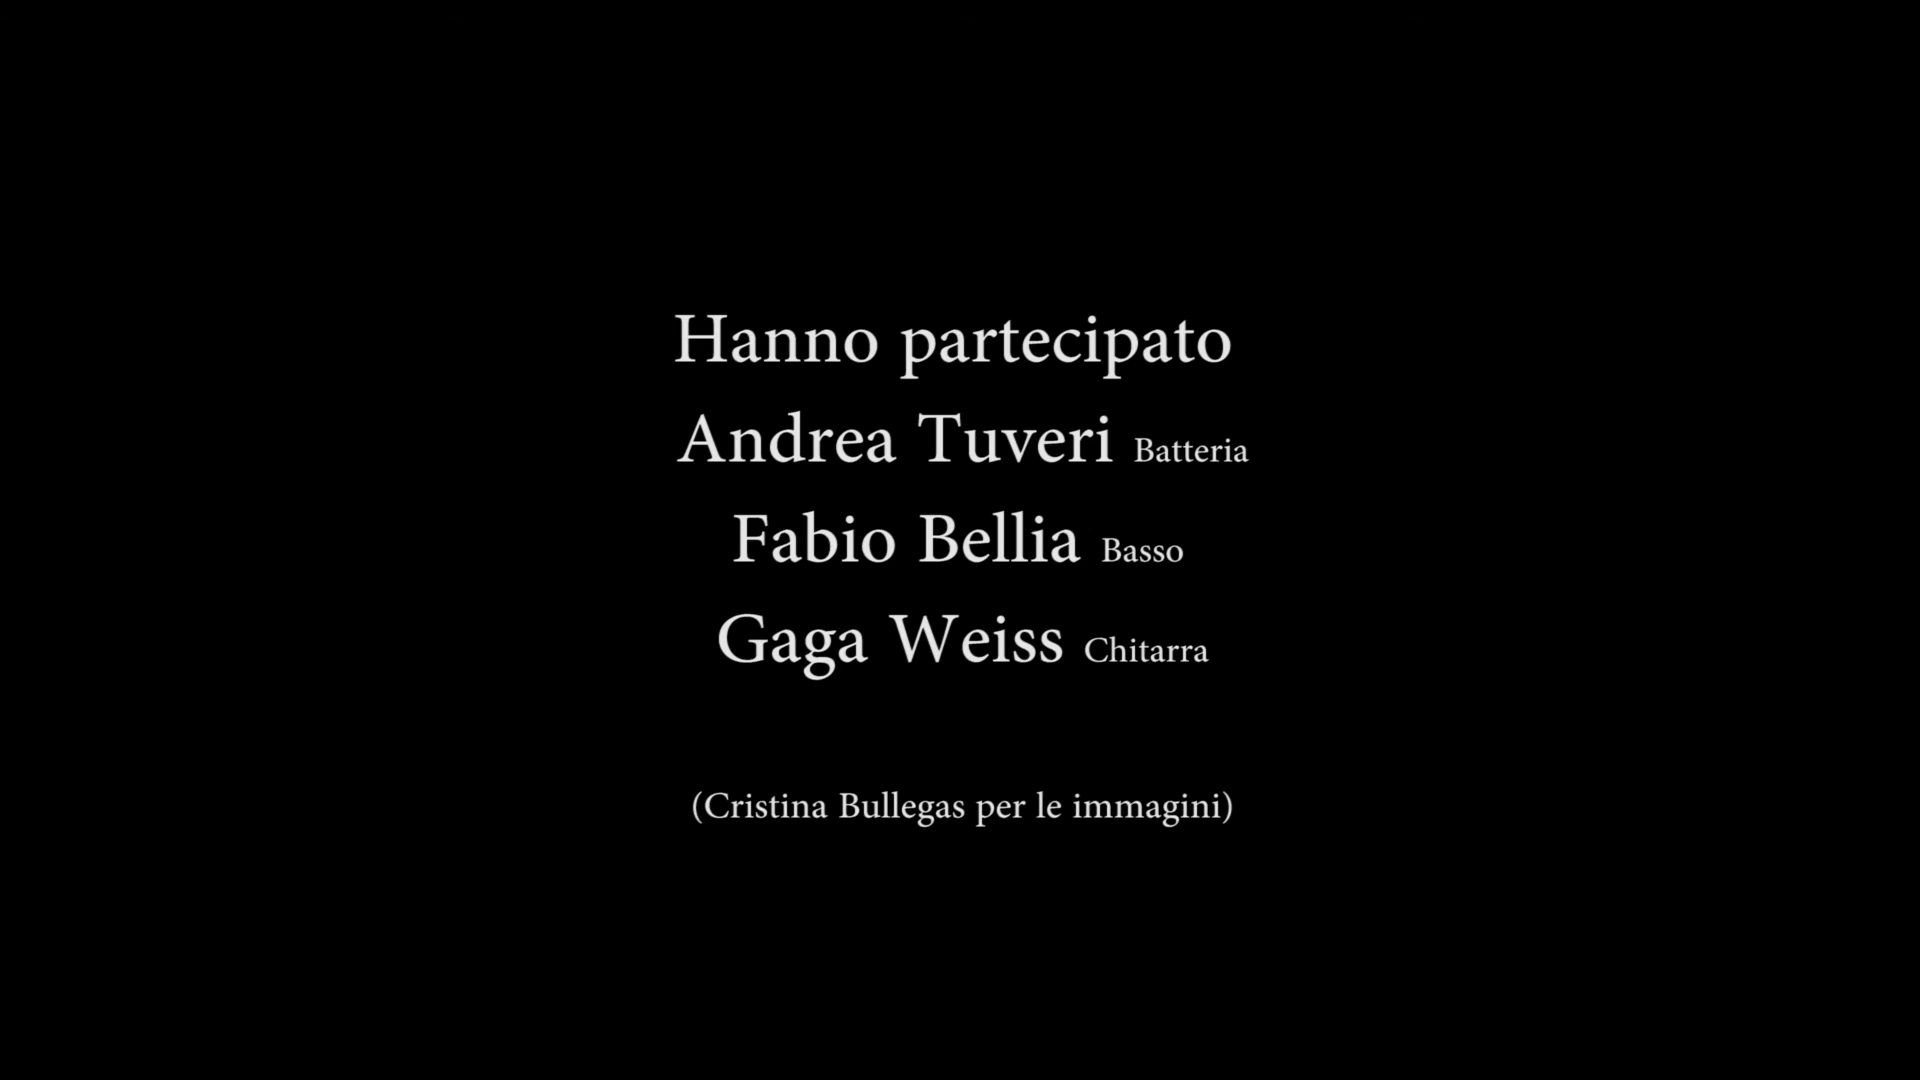 Hanno partecipato
Andrea Tuveri Batteria
Fabio Bellia Basso
Gaga Weiss Chitarra
(Cristina Bullegas per le immagini)